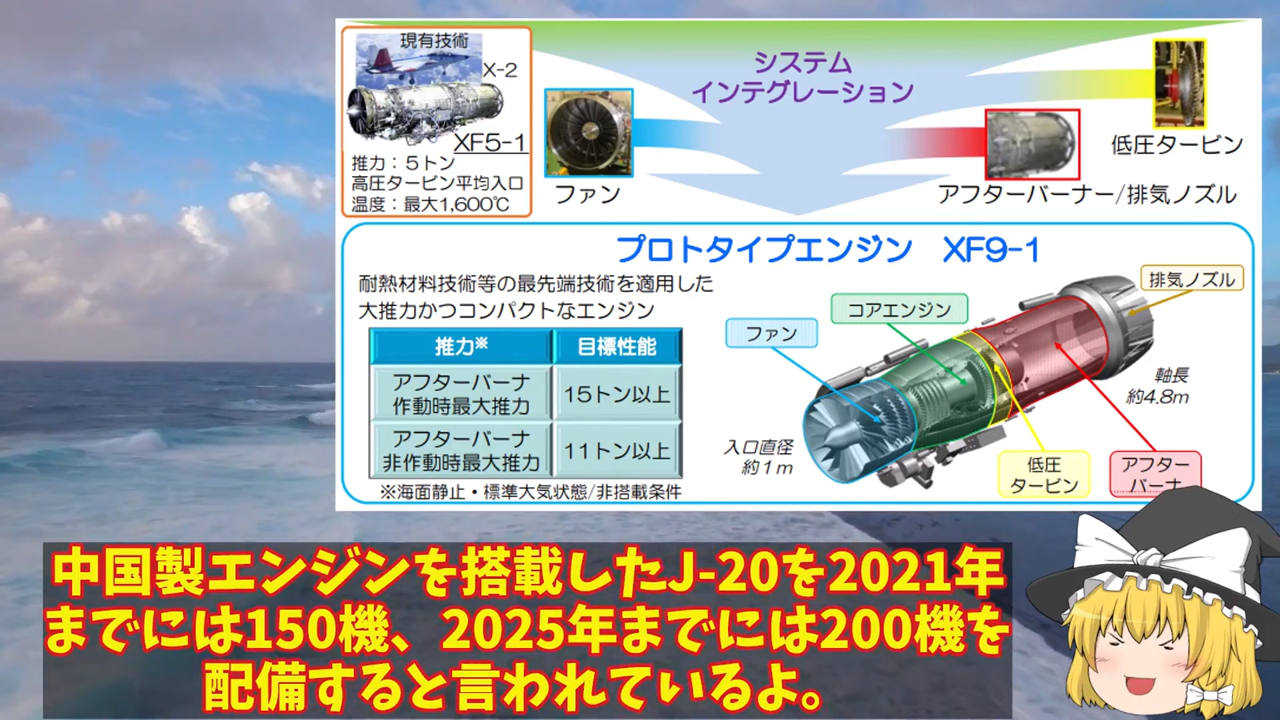 現有技術
X-2
XF5-1
推力：５トン
高圧タービン平均入口
温度：最大1,600℃
システム
インテグレーション
ファン
低圧タービン
アフターバーナー/排気ノズル
プロトタイプエンジン　XF9-1
耐熱材料技術等の最先端技術を適用した
大推力かつコンパクトなエンジン
推力※
目標性能
アフターバーナ
作動時最大推力
15トン以上
アフターバーナ
非作動時最大推力
11トン以上
※海面静止・標準大気状態/非搭載条件
ファン
コアエンジン
排気ノズル
入口直径
約１ｍ
軸長
約4.8m
低圧
タービン
アフター
バーナ
中国製エンジンを搭載したJ-20を2021年
までには150機、2025年までには200機を
配備すると言われているよ。